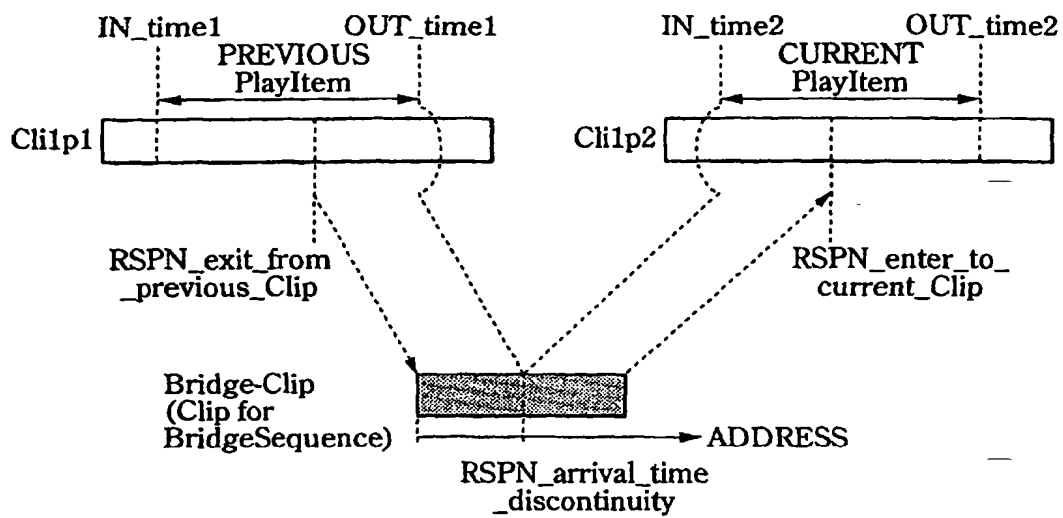 IN_time1
OUT_time1
IN_time2
OUT_time2
PREVIOUS
PlayItem
CURRENT
PlayItem
Cli1p1
Cli1p2
RSPN_exit_from
_previous_Clip
RSPN_enter_to_
current_Clip
Bridge-Clip
(Clip for
BridgeSequence)
ADDRESS
RSPN_arrival_time
_discontinuity